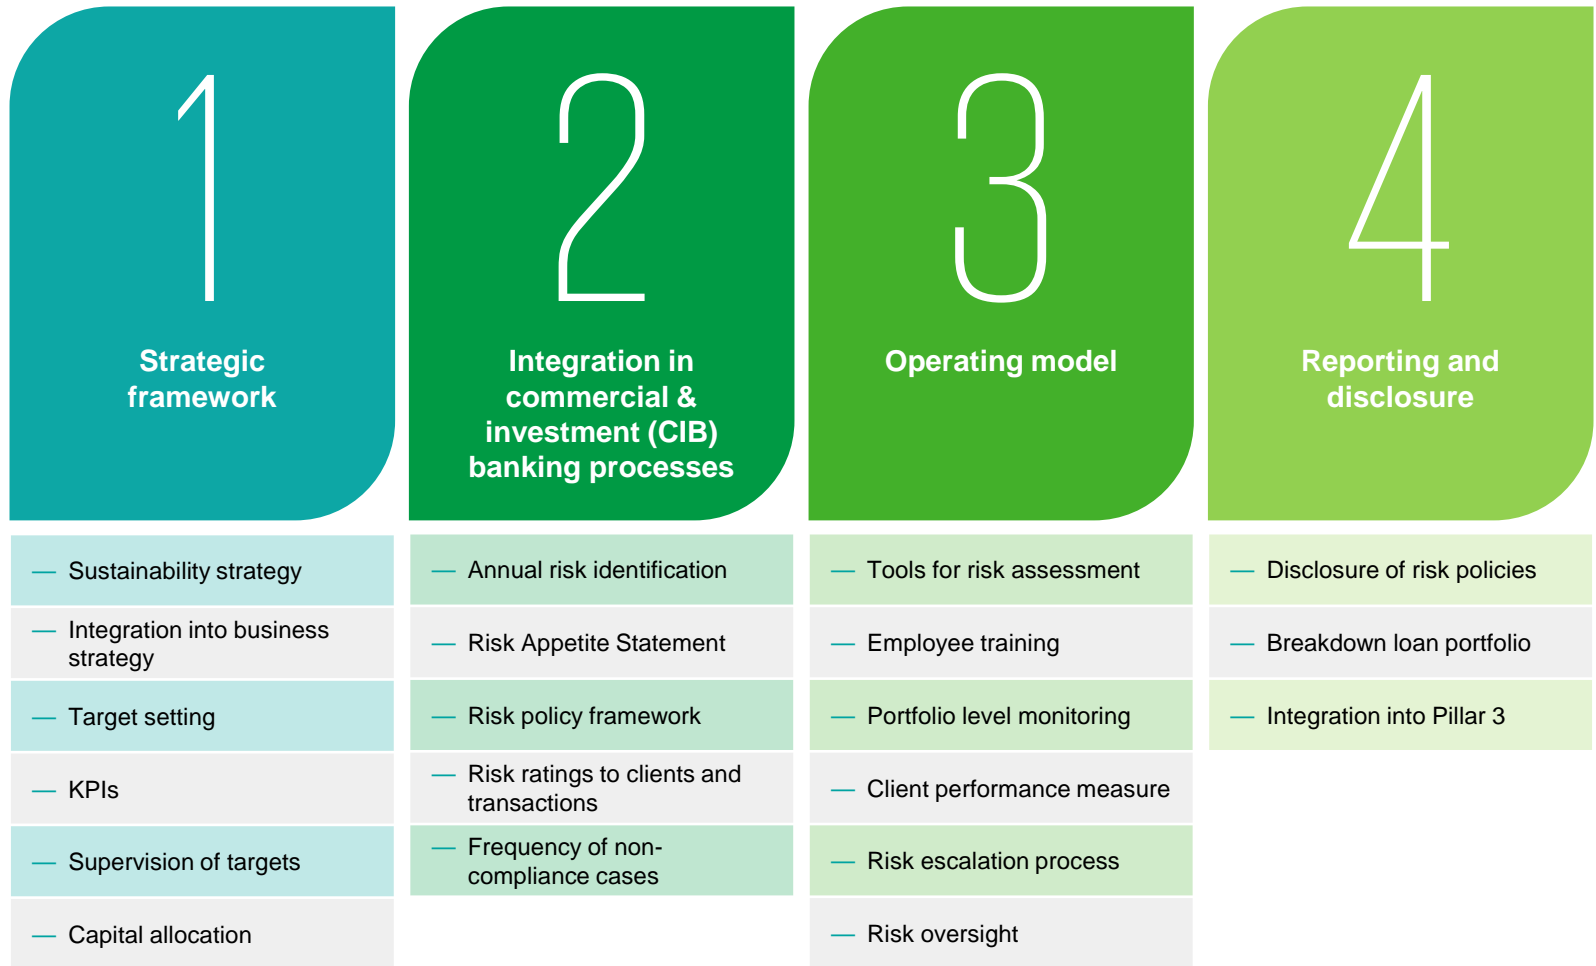 1
Strategic
framework
— Sustainability strategy
— Integration into business
strategy
— Target setting
— KPIs
— Supervision of targets
— Capital allocation
2
Integration in
commercial &
investment (CIB)
banking processes
— Annual risk identification
— Risk Appetite Statement
— Risk policy framework
— Risk ratings to clients and
transactions
— Frequency of non-
compliance cases
3
Operating model
— Tools for risk assessment
— Employee training
— Portfolio level monitoring
— Client performance measure
— Risk escalation process
— Risk oversight
4
Reporting and
disclosure
— Disclosure of risk policies
— Breakdown loan portfolio
— Integration into Pillar 3